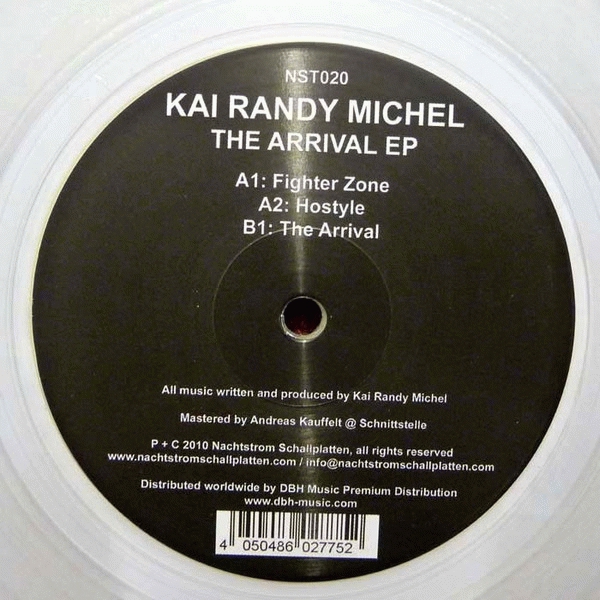 NST020
KAI RANDY MICHEL
THE ARRIVAL EP
A1: Fighter Zone
A2: Hostyle
B1: The Arrival
All music written and produced by Kai Randy Michel
Mastered by Andreas Kauffelt @ Schnittstelle
P + C 2010 Nachtstrom Schallplatten, all rights reserved
www.nachtstromschallplatten.com / info@nachtstromschallplatten.com
Distributed worldwide by DBH Music Premium Distribution
www.dbh-music.com
4 050486 027752